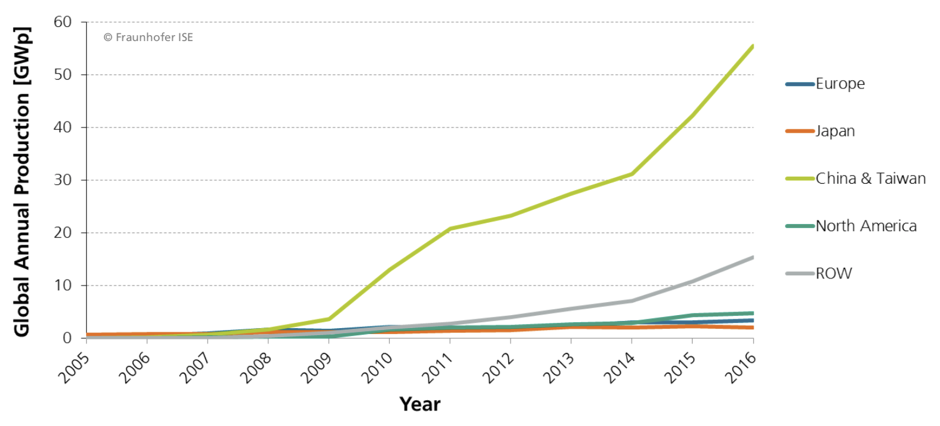 Global Annual Production [GWp]
60
50
40
30
20
10
0
© Fraunhofer ISE
2005
2006
2007
2008
2009
2010
2011
2012
2013
2014
2015
2016
Year
Europe
Japan
China & Taiwan
North America
ROW